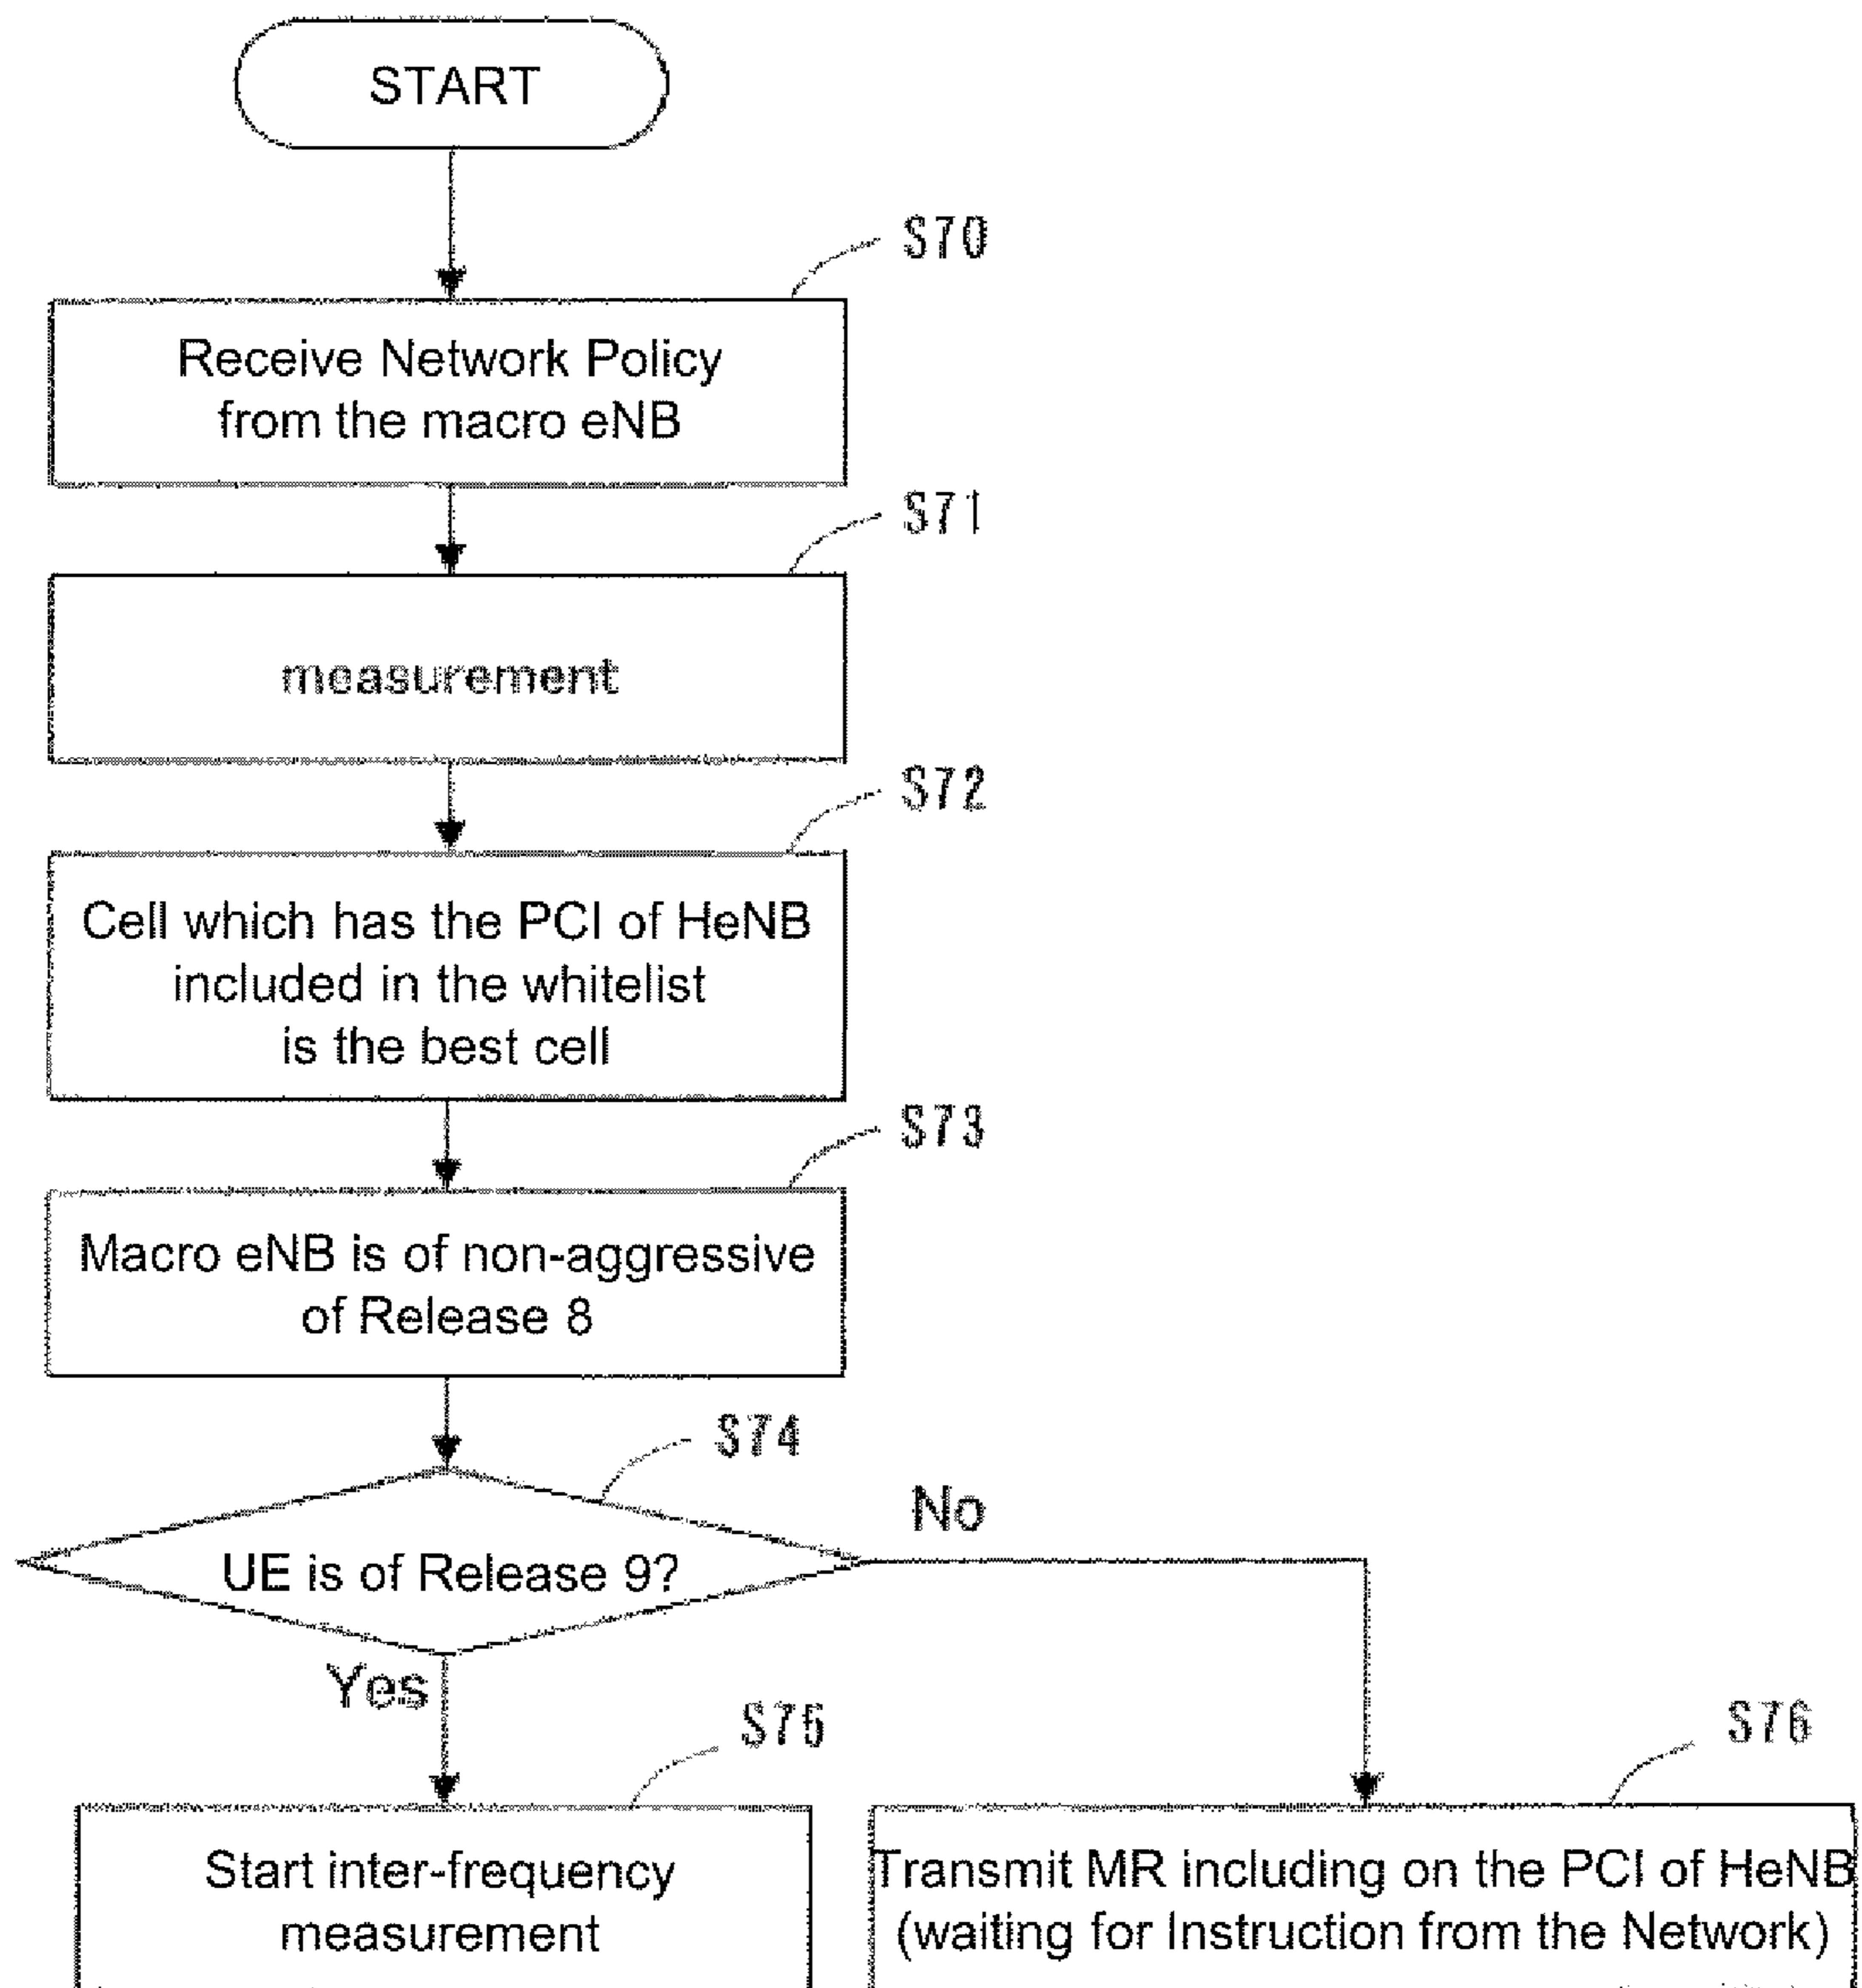 START
S70
Receive Network Policy
from the macro eNB
S71
measurement
S72
Cell which has the PCI of HeNB
included in the whitelist
is the best cell
S73
Macro eNB is of non-aggressive
of Release 8
S74
UE is of Release 9?
No
Yes
S75
S76
Start inter-frequency
measurement
Transmit MR including on the PCI of HeNB
(waiting for Instruction from the Network)